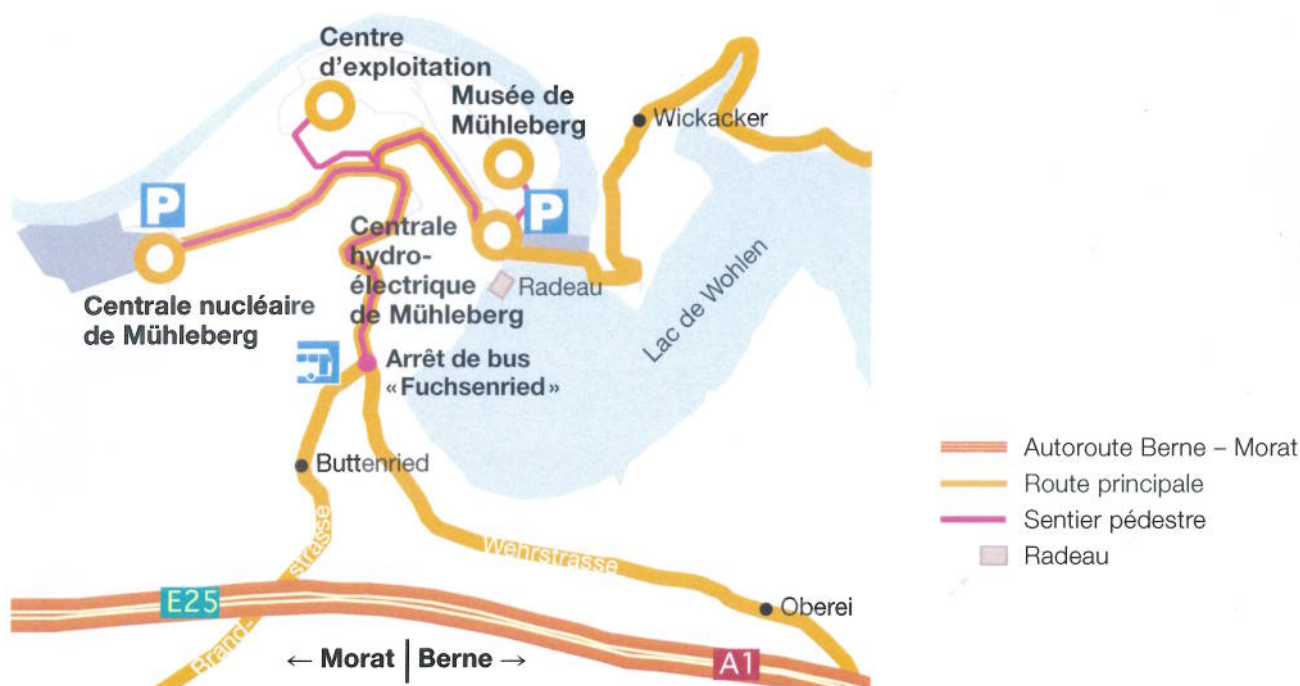 Centre
d'exploitation
Musée de
Mühleberg
Wickacker
P
P
Centrale
hydro-
électrique
de Mühleberg
Radeau
Lac de Wohlen
Centrale nucléaire
de Mühleberg
Arrêt de bus
«Fuchsenried»
Buttenried
Autoroute Berne – Morat
Route principale
Sentier pédestre
Radeau
Wehrstrasse
Brand-strasse
E25
Oberei
← Morat | Berne →
A1